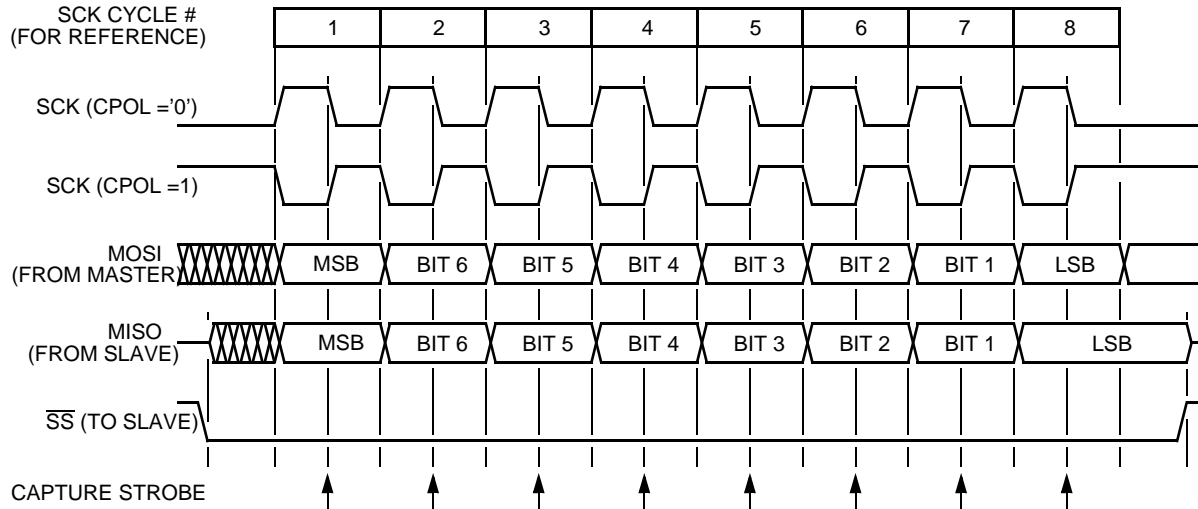 SCK CYCLE #
(FOR REFERENCE)
1 2 3 4 5 6 7 8
SCK (CPOL ='0')
SCK (CPOL =1)
MOSI
(FROM MASTER)
MSB BIT 6 BIT 5 BIT 4 BIT 3 BIT 2 BIT 1 LSB
MISO
(FROM SLAVE)
MSB BIT 6 BIT 5 BIT 4 BIT 3 BIT 2 BIT 1 LSB
SS (TO SLAVE)
CAPTURE STROBE